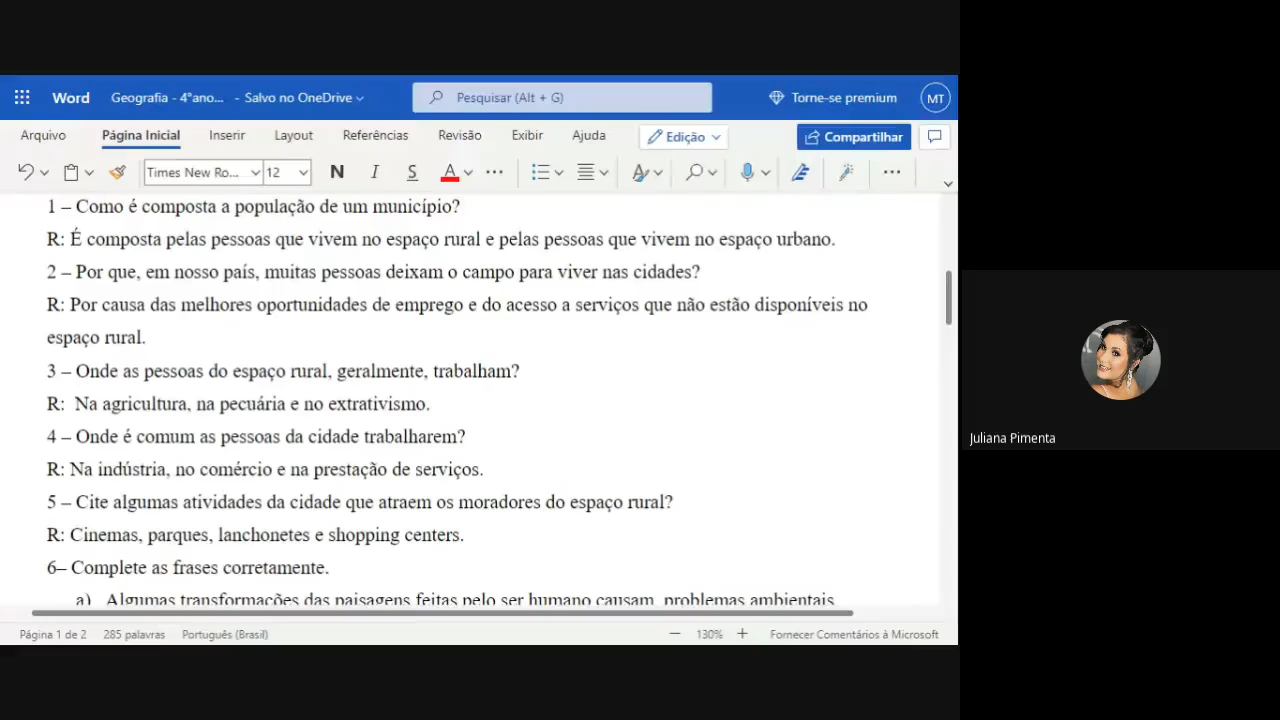 Word Geografia - 4°ano... - Salvo no OneDrive Pesquisar (Alt + G) Torne-se premium MT
Arquivo Página Inicial Inserir Layout Referências Revisão Exibir Ajuda Edição Compartilhar
Times New Ro... 12 N I S A ...
1 – Como é composta a população de um município?
R: É composta pelas pessoas que vivem no espaço rural e pelas pessoas que vivem no espaço urbano.
2 – Por que, em nosso país, muitas pessoas deixam o campo para viver nas cidades?
R: Por causa das melhores oportunidades de emprego e do acesso a serviços que não estão disponíveis no
espaço rural.
3 – Onde as pessoas do espaço rural, geralmente, trabalham?
R: Na agricultura, na pecuária e no extrativismo.
4 – Onde é comum as pessoas da cidade trabalharem?
R: Na indústria, no comércio e na prestação de serviços.
5 – Cite algumas atividades da cidade que atraem os moradores do espaço rural?
R: Cinemas, parques, lanchonetes e shopping centers.
6– Complete as frases corretamente.
a) Algumas transformações das paisagens feitas pelo ser humano causam problemas ambientais
Página 1 de 2 285 palavras Português (Brasil) 130% Fornecer Comentários à Microsoft
Juliana Pimenta